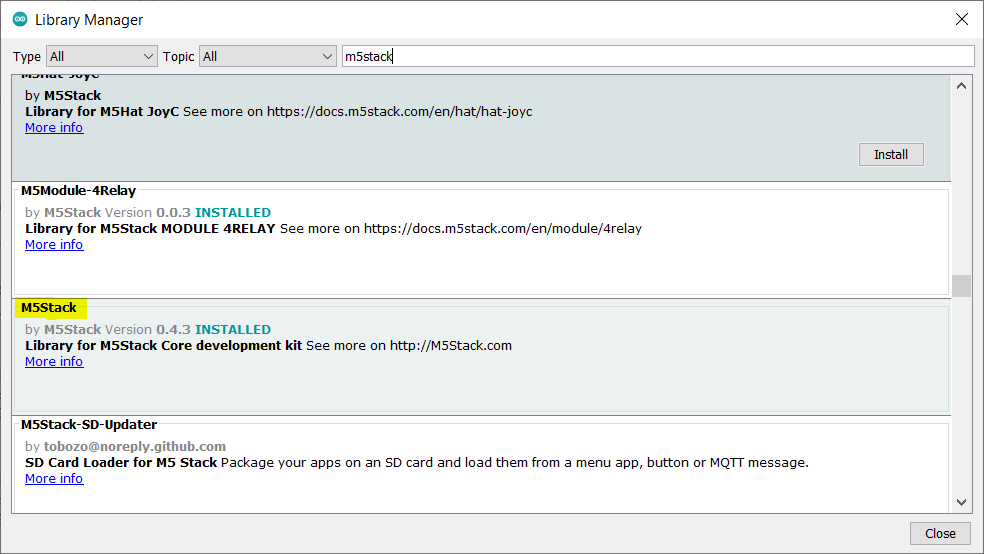 Library Manager
Type All Topic All m5stack
M5Hat-JoyC
by M5Stack
Library for M5Hat JoyC See more on https://docs.m5stack.com/en/hat/hat-joyc
More info
Install
M5Module-4Relay
by M5Stack Version 0.0.3 INSTALLED
Library for M5Stack MODULE 4RELAY See more on https://docs.m5stack.com/en/module/4relay
More info
M5Stack
by M5Stack Version 0.4.3 INSTALLED
Library for M5Stack Core development kit See more on http://M5Stack.com
More info
M5Stack-SD-Updater
by tobozo@noreply.github.com
SD Card Loader for M5 Stack Package your apps on an SD card and load them from a menu app, button or MQTT message.
More info
Close